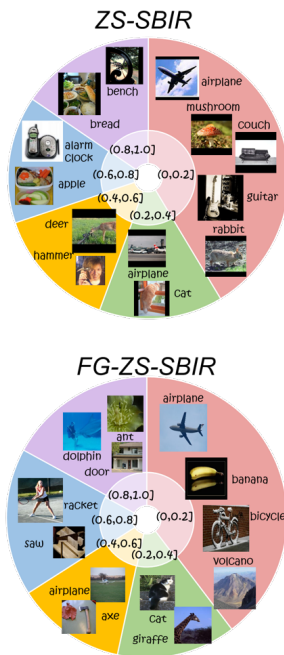 ZS-SBIR
bench
airplane
mushroom
bread
couch
alarm
clock
(0.8,1.0]
(0.6,0.8]
(0,0.2]
apple
guitar
(0.4,0.6]
(0.2,0.4]
deer
rabbit
hammer
airplane
cat
FG-ZS-SBIR
airplane
ant
dolphin
door
banana
(0.8,1.0]
racket
bicycle
(0.6,0.8]
(0,0.2]
saw
(0.4,0.6]
(0.2,0.4]
volcano
airplane
axe
cat
giraffe